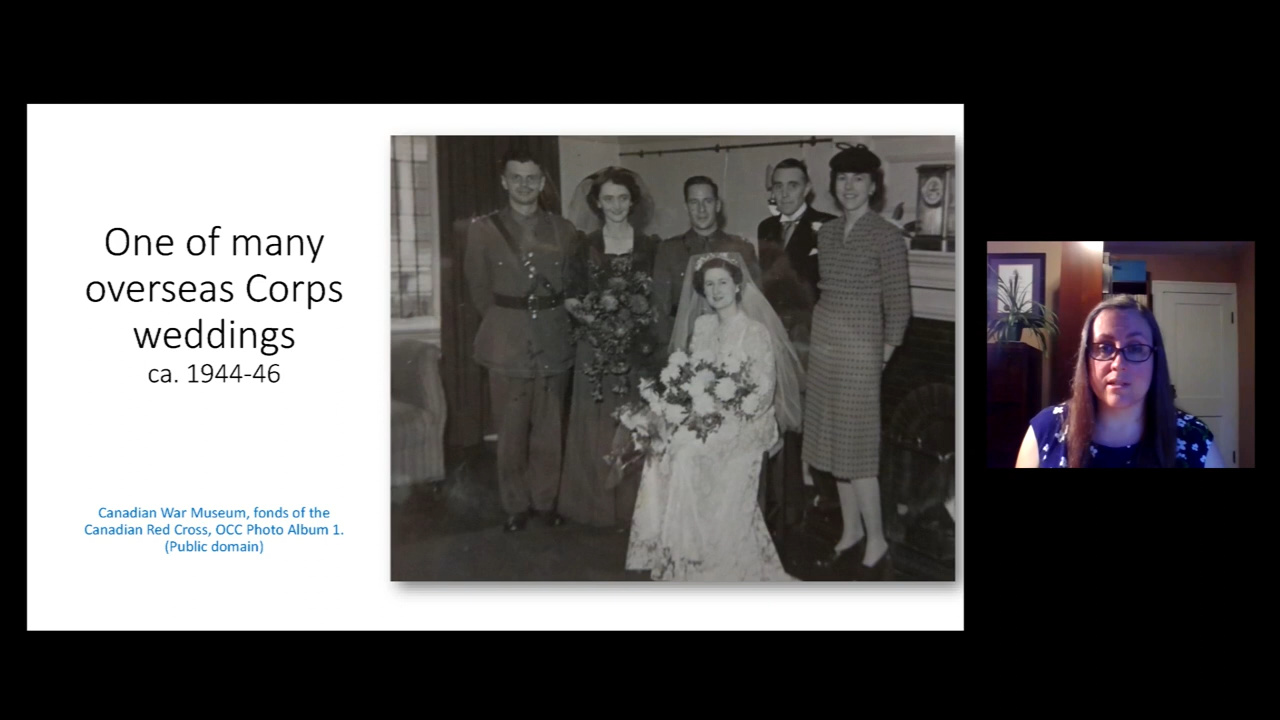 One of many
overseas Corps
weddings
ca. 1944-46
Canadian War Museum, fonds of the
Canadian Red Cross, OCC Photo Album 1.
(Public domain)